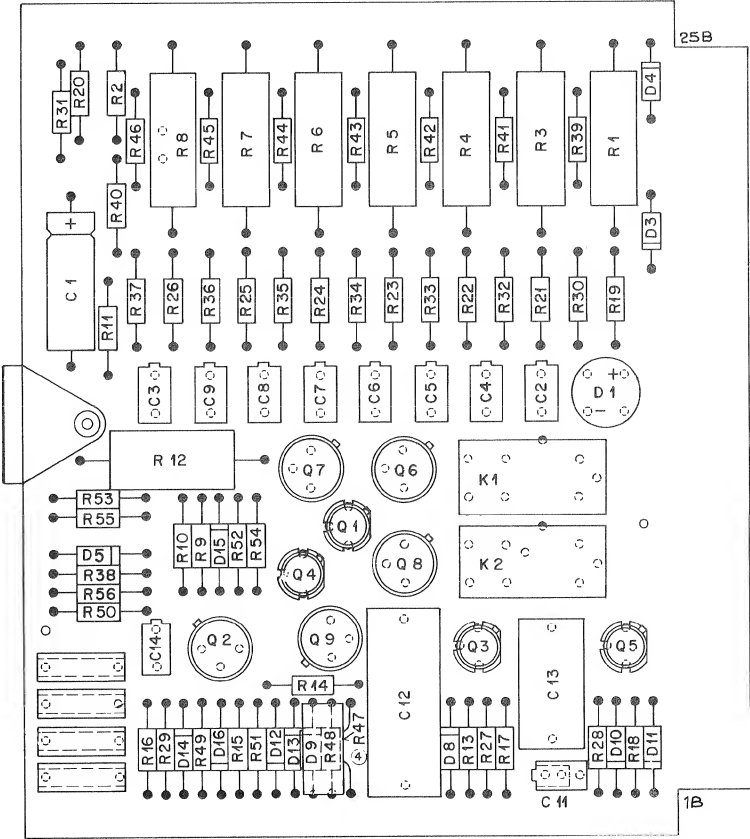 25B
R31
R20
R2
R46
R8
R45
R7
R44
R6
R43
R5
R42
R4
R41
R3
R39
R1
D4
R40
D3
+
C1
R11
R37
R26
R36
R25
R35
R24
R34
R23
R33
R22
R32
R21
R30
R19
C3
C9
C8
C7
C6
C5
C4
C2
+
D1
-
R12
Q7
Q6
K1
R53
R55
Q1
D5
R38
R56
R50
R10
R9
D15
R52
R54
Q4
Q8
K2
C14
Q2
Q9
R14
C12
Q3
C13
Q5
R16
R29
D14
R49
D16
R15
R51
D12
D13
D9
R48
R47
4
D8
R13
R27
R17
C11
R28
D10
R18
D11
1B